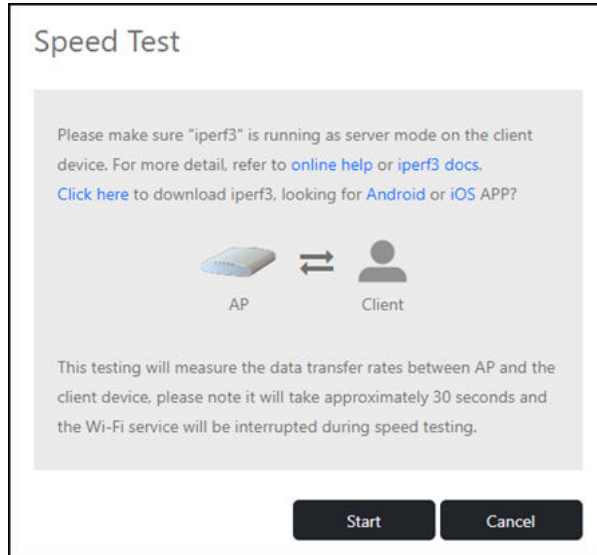 Speed Test
Please make sure "iperf3" is running as server mode on the client
device. For more detail, refer to online help or iperf3 docs.
Click here to download iperf3, looking for Android or iOS APP?
AP
Client
This testing will measure the data transfer rates between AP and the
client device, please note it will take approximately 30 seconds and
the Wi-Fi service will be interrupted during speed testing.
Start
Cancel